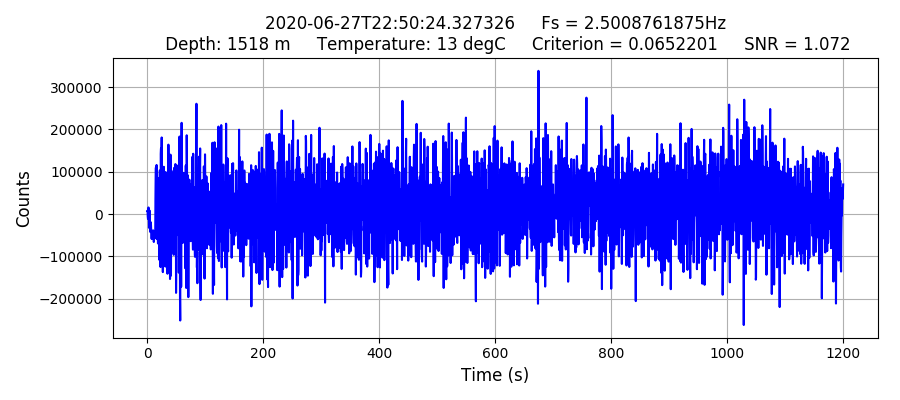 2020-06-27T22:50:24.327326 Fs = 2.5008761875Hz
Depth: 1518 m Temperature: 13 degC Criterion = 0.0652201 SNR = 1.072
Counts
300000
200000
100000
0
−100000
−200000
0 200 400 600 800 1000 1200
Time (s)